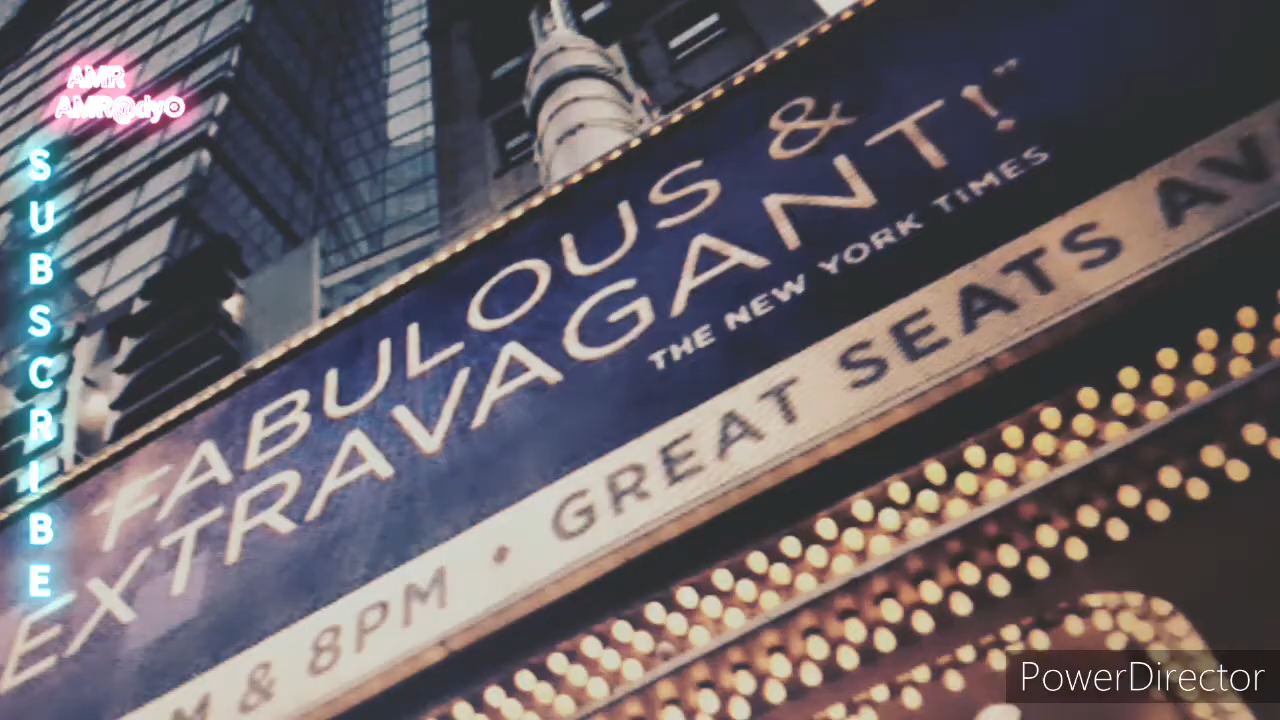 AMR
AMR@dy⊙
SUBSCRIBE
FABULOUS &
EXTRAVAGANT!”
THE NEW YORK TIMES
M & 8PM • GREAT SEATS AV
PowerDirector